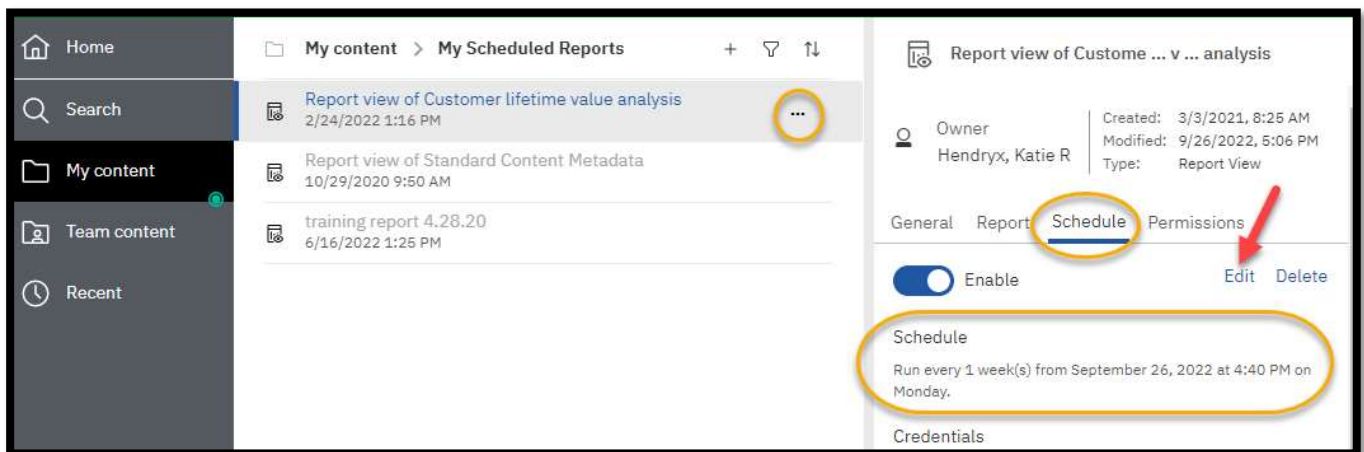 Home
Search
My content
Team content
Recent
My content > My Scheduled Reports
Report view of Customer lifetime value analysis
2/24/2022 1:16 PM
Report view of Standard Content Metadata
10/29/2020 9:50 AM
training report 4.28.20
6/16/2022 1:25 PM
Report view of Custome ... v ... analysis
Owner
Hendryx, Katie R
Created: 3/3/2021, 8:25 AM
Modified: 9/26/2022, 5:06 PM
Type: Report View
General Report Schedule Permissions
Enable Edit Delete
Schedule
Run every 1 week(s) from September 26, 2022 at 4:40 PM on
Monday.
Credentials